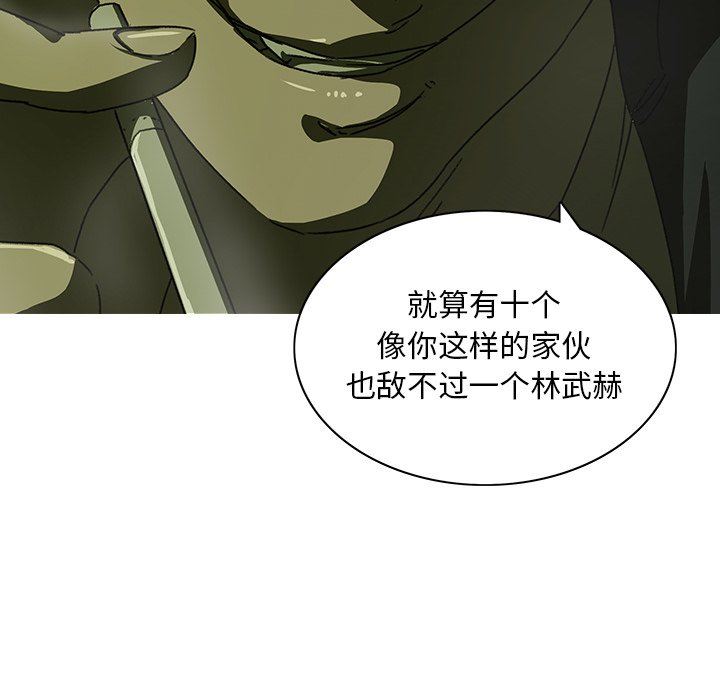 就算有十个
像你这样的家伙
也敌不过一个林武赫